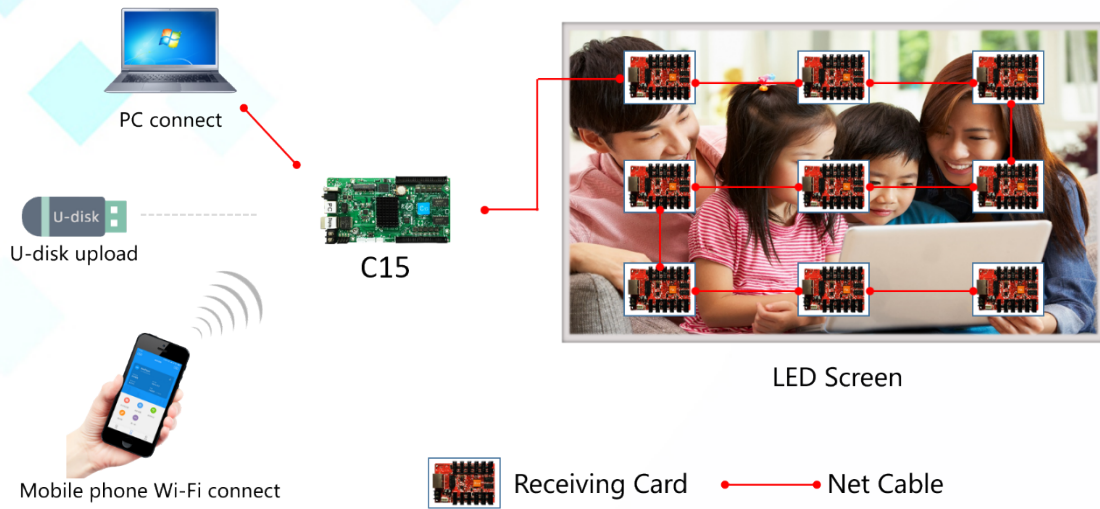 PC connect
U-disk
U-disk upload
C15
Mobile phone Wi-Fi connect
LED Screen
Receiving Card
Net Cable